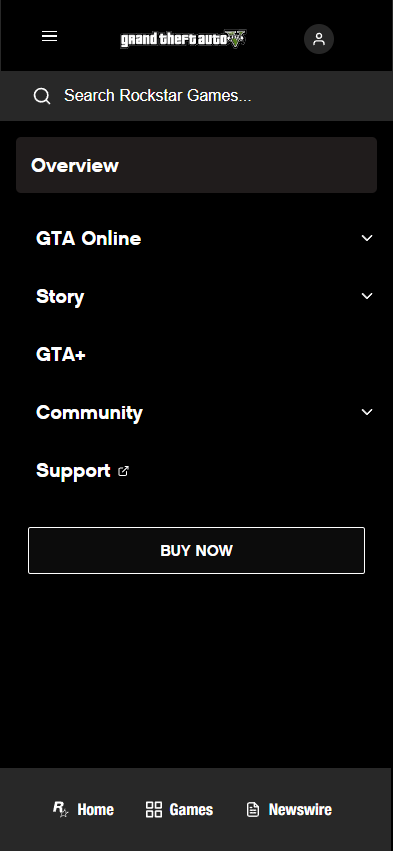 grand theft auto V
Search Rockstar Games...
Overview
GTA Online
Story
GTA+
Community
Support
BUY NOW
R Home Games Newswire